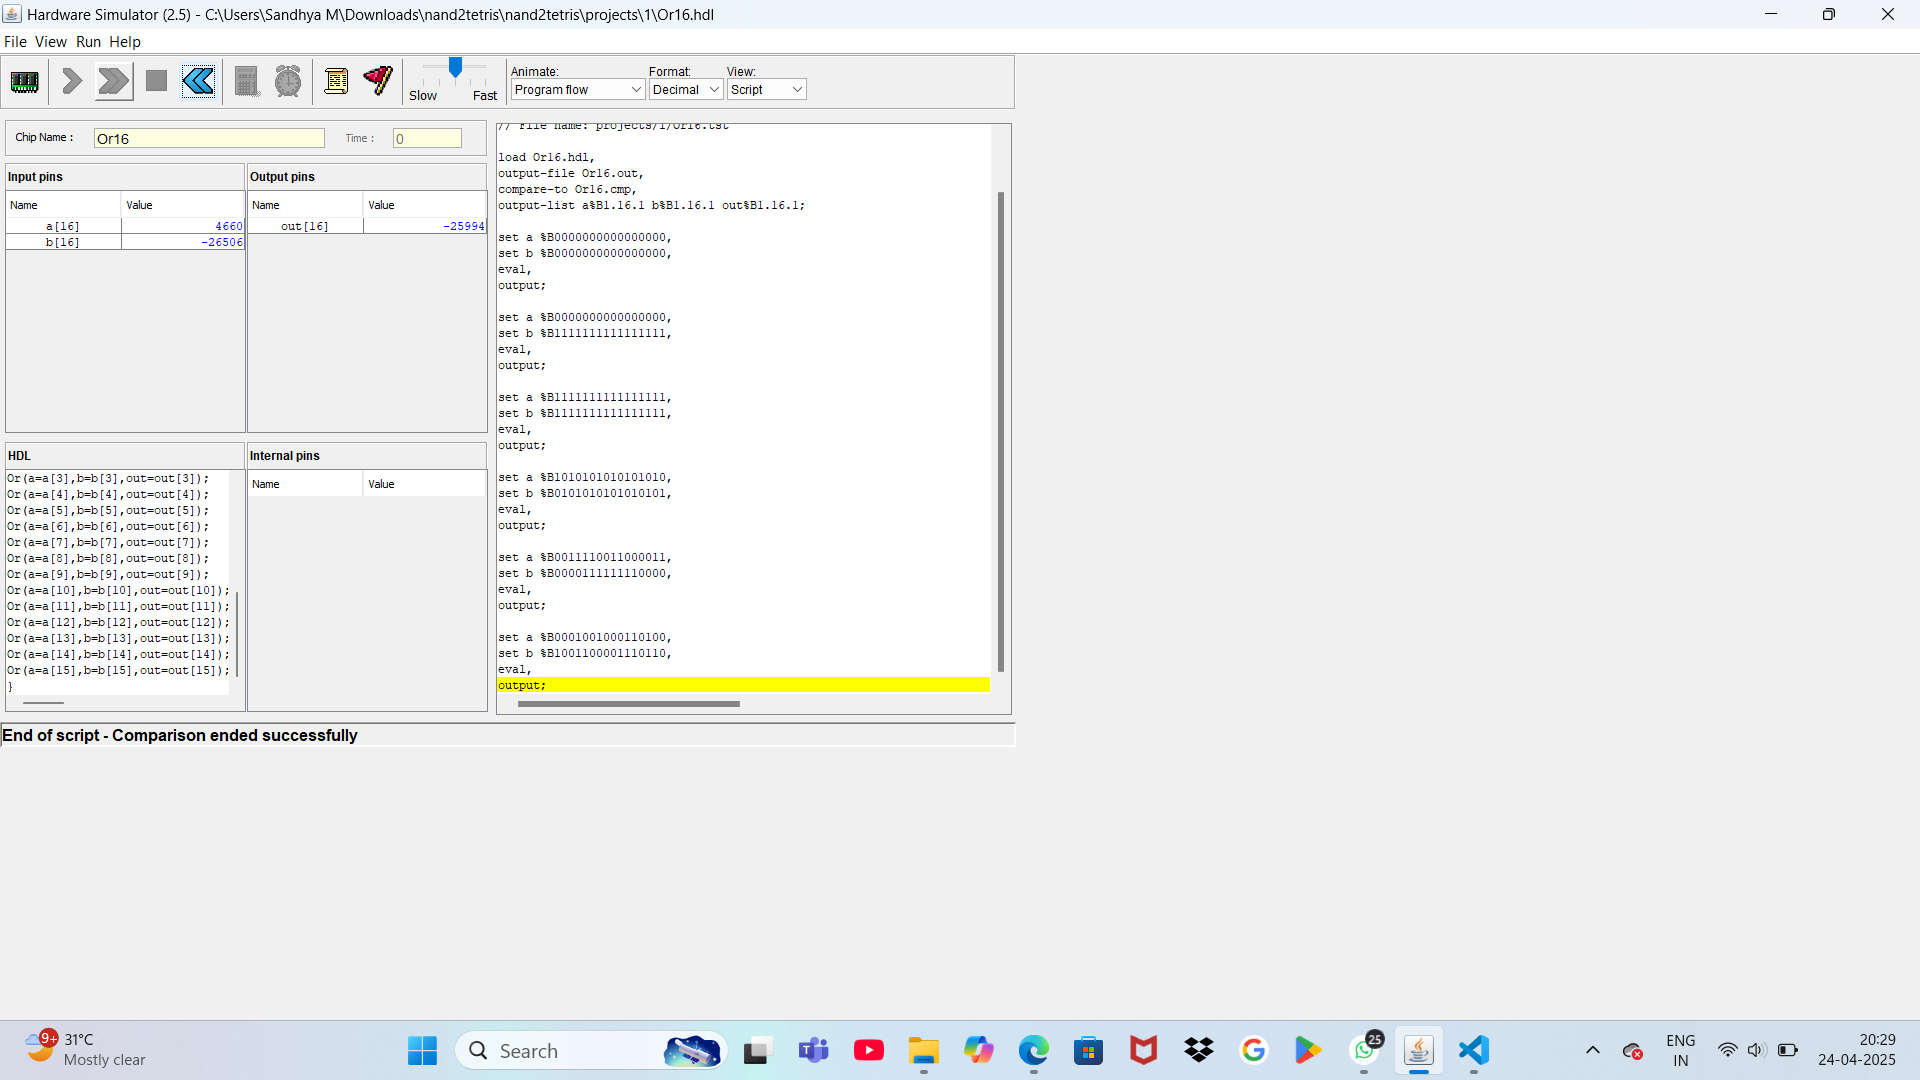 Hardware Simulator (2.5) - C:\Users\Sandhya M\Downloads\nand2tetris\nand2tetris\projects\1\Or16.hdl
File View Run Help
Slow Fast
Animate: Format: View:
Program flow Decimal Script
Chip Name : Or16 Time : 0
Input pins
Name Value
a[16] 4660
b[16] -26506
Output pins
Name Value
out[16] -25994
HDL
Or(a=a[3],b=b[3],out=out[3]);
Or(a=a[4],b=b[4],out=out[4]);
Or(a=a[5],b=b[5],out=out[5]);
Or(a=a[6],b=b[6],out=out[6]);
Or(a=a[7],b=b[7],out=out[7]);
Or(a=a[8],b=b[8],out=out[8]);
Or(a=a[9],b=b[9],out=out[9]);
Or(a=a[10],b=b[10],out=out[10]);
Or(a=a[11],b=b[11],out=out[11]);
Or(a=a[12],b=b[12],out=out[12]);
Or(a=a[13],b=b[13],out=out[13]);
Or(a=a[14],b=b[14],out=out[14]);
Or(a=a[15],b=b[15],out=out[15]);
}
Internal pins
Name Value
// File name: projects/1/Or16.tst
load Or16.hdl,
output-file Or16.out,
compare-to Or16.cmp,
output-list a%B1.16.1 b%B1.16.1 out%B1.16.1;
set a %B0000000000000000,
set b %B0000000000000000,
eval,
output;
set a %B0000000000000000,
set b %B1111111111111111,
eval,
output;
set a %B1111111111111111,
set b %B1111111111111111,
eval,
output;
set a %B1010101010101010,
set b %B0101010101010101,
eval,
output;
set a %B0011110011000011,
set b %B0000111111110000,
eval,
output;
set a %B0001001000110100,
set b %B1001100001110110,
eval,
output;
End of script - Comparison ended successfully
9+
31°C
Mostly clear
Search
25
ENG
IN
20:29
24-04-2025